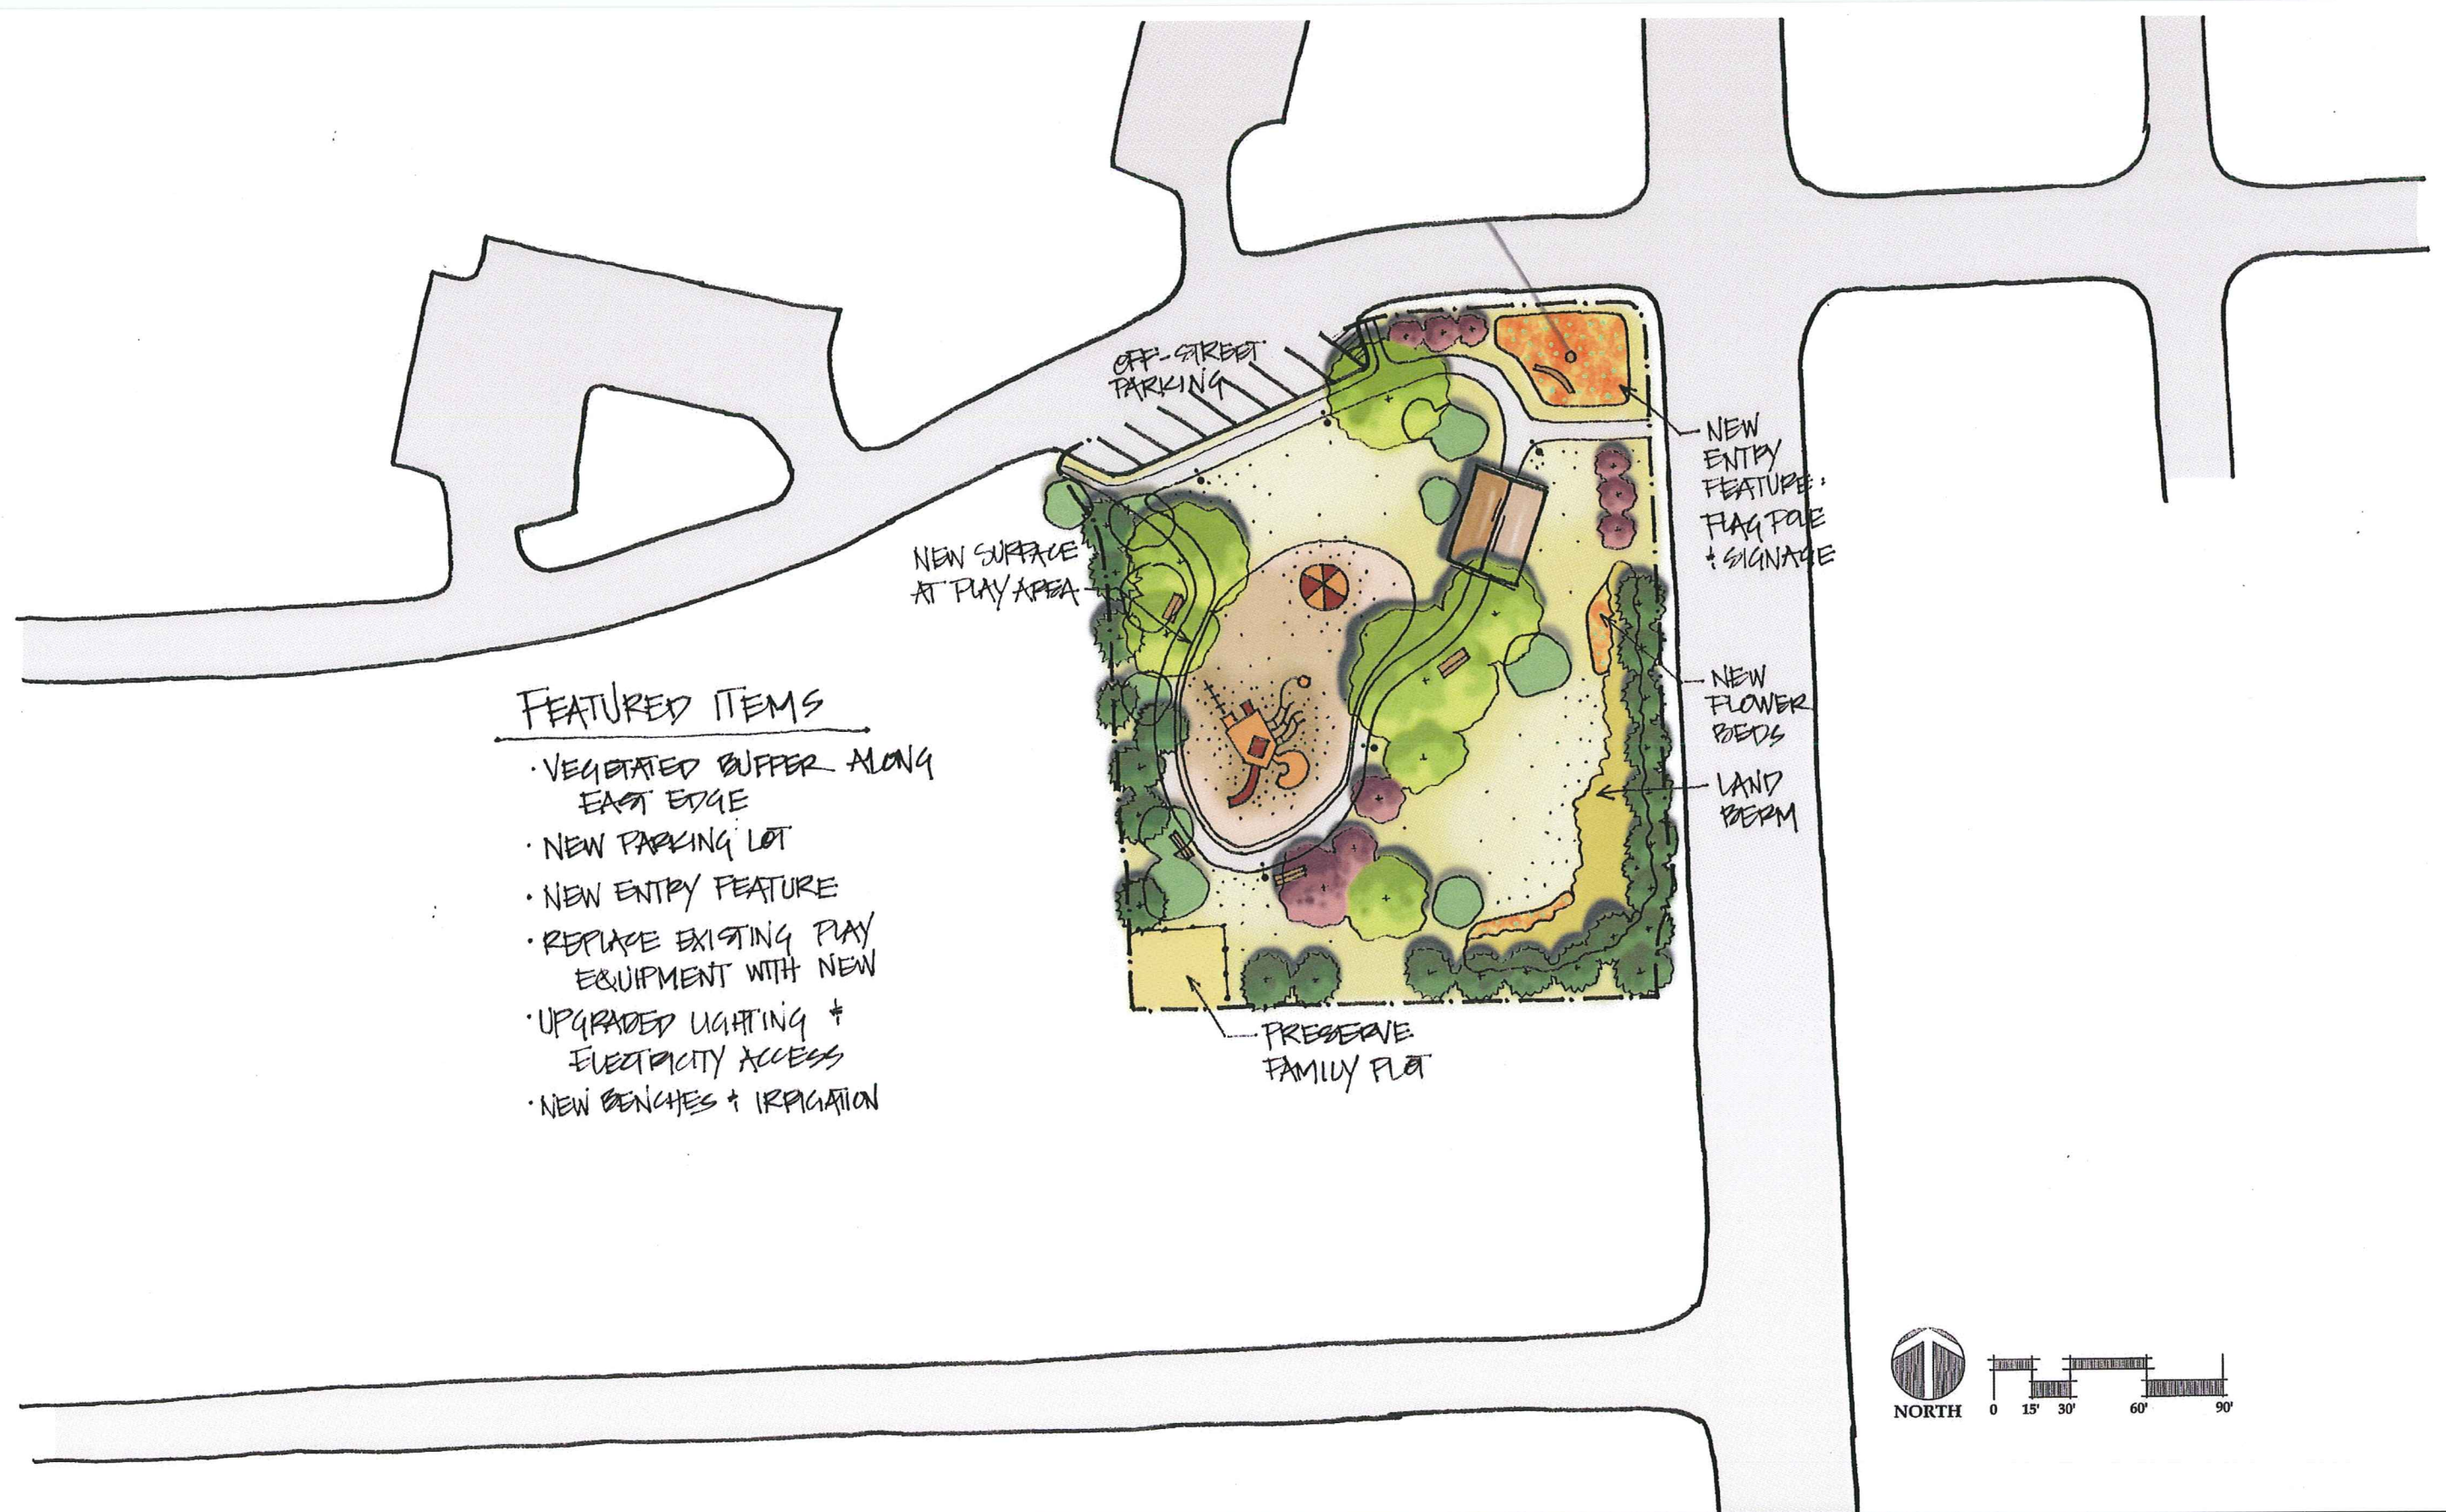 OFF-STREET
PARKING
NEW SURFACE
AT PLAY AREA
NEW
ENTRY
FEATURE:
FLAG POLE
& SIGNAGE
NEW
FLOWER
BEDS
LAND
BERM
PRESERVE
FAMILY PLOT
FEATURED ITEMS
· VEGETATED BUFFER ALONG
EAST EDGE
· NEW PARKING LOT
· NEW ENTRY FEATURE
· REPLACE EXISTING PLAY
EQUIPMENT WITH NEW
· UPGRADED LIGHTING &
ELECTRICITY ACCESS
· NEW BENCHES & IRRIGATION
NORTH 0 15' 30' 60' 90'